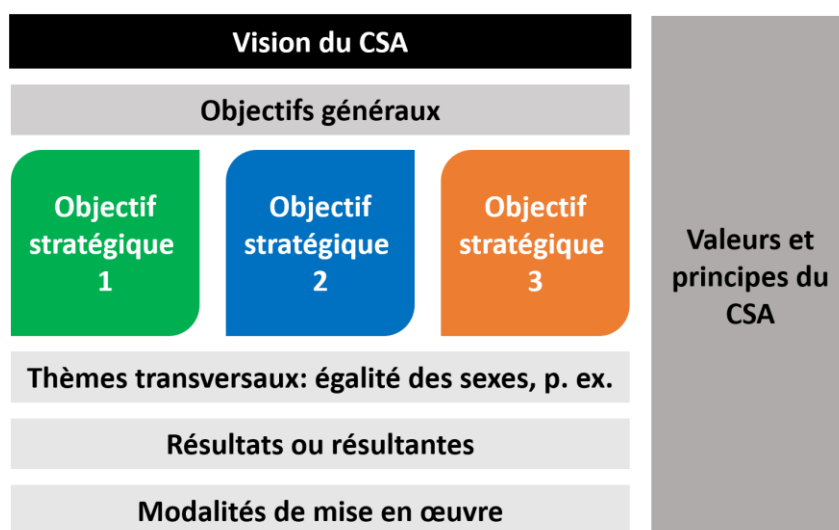 Vision du CSA
Objectifs généraux
Objectif
stratégique
1
Objectif
stratégique
2
Objectif
stratégique
3
Thèmes transversaux: égalité des sexes, p. ex.
Résultats ou résultantes
Modalités de mise en œuvre
Valeurs et
principes du
CSA